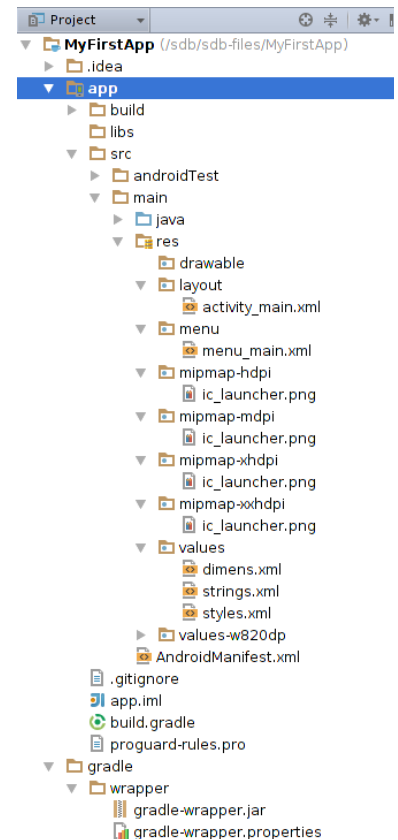 Project
MyFirstApp (/sdb/sdb-files/MyFirstApp)
.idea
app
build
libs
src
androidTest
main
java
res
drawable
layout
activity_main.xml
menu
menu_main.xml
mipmap-hdpi
ic_launcher.png
mipmap-mdpi
ic_launcher.png
mipmap-xhdpi
ic_launcher.png
mipmap-xxhdpi
ic_launcher.png
values
dimens.xml
strings.xml
styles.xml
values-w820dp
AndroidManifest.xml
.gitignore
app.iml
build.gradle
proguard-rules.pro
gradle
wrapper
gradle-wrapper.jar
gradle-wrapper.properties